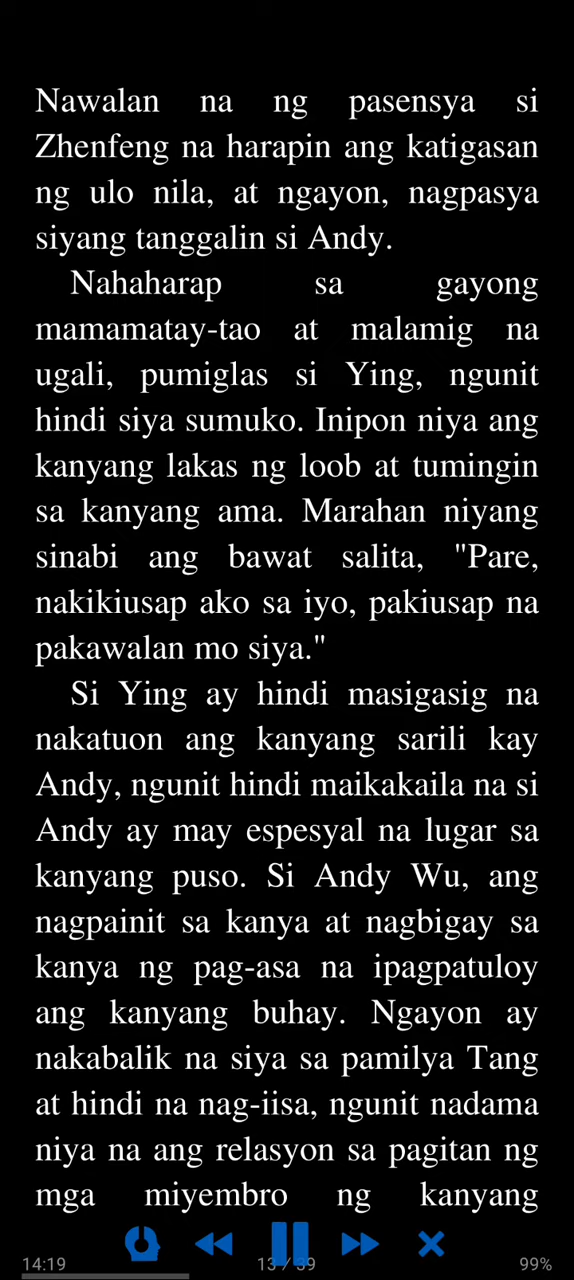 Nawalan na ng pasensya si
Zhenfeng na harapin ang katigasan
ng ulo nila, at ngayon, nagpasya
siyang tanggalin si Andy.
Nahaharap sa gayong
mamamatay-tao at malamig na
ugali, pumiglas si Ying, ngunit
hindi siya sumuko. Inipon niya ang
kanyang lakas ng loob at tumingin
sa kanyang ama. Marahan niyang
sinabi ang bawat salita, "Pare,
nakikiusap ako sa iyo, pakiusap na
pakawalan mo siya."
Si Ying ay hindi masigasig na
nakatuon ang kanyang sarili kay
Andy, ngunit hindi maikakaila na si
Andy ay may espesyal na lugar sa
kanyang puso. Si Andy Wu, ang
nagpainit sa kanya at nagbigay sa
kanya ng pag-asa na ipagpatuloy
ang kanyang buhay. Ngayon ay
nakabalik na siya sa pamilya Tang
at hindi na nag-iisa, ngunit nadama
niya na ang relasyon sa pagitan ng
mga miyembro ng kanyang
14:19 13 / 39 99%